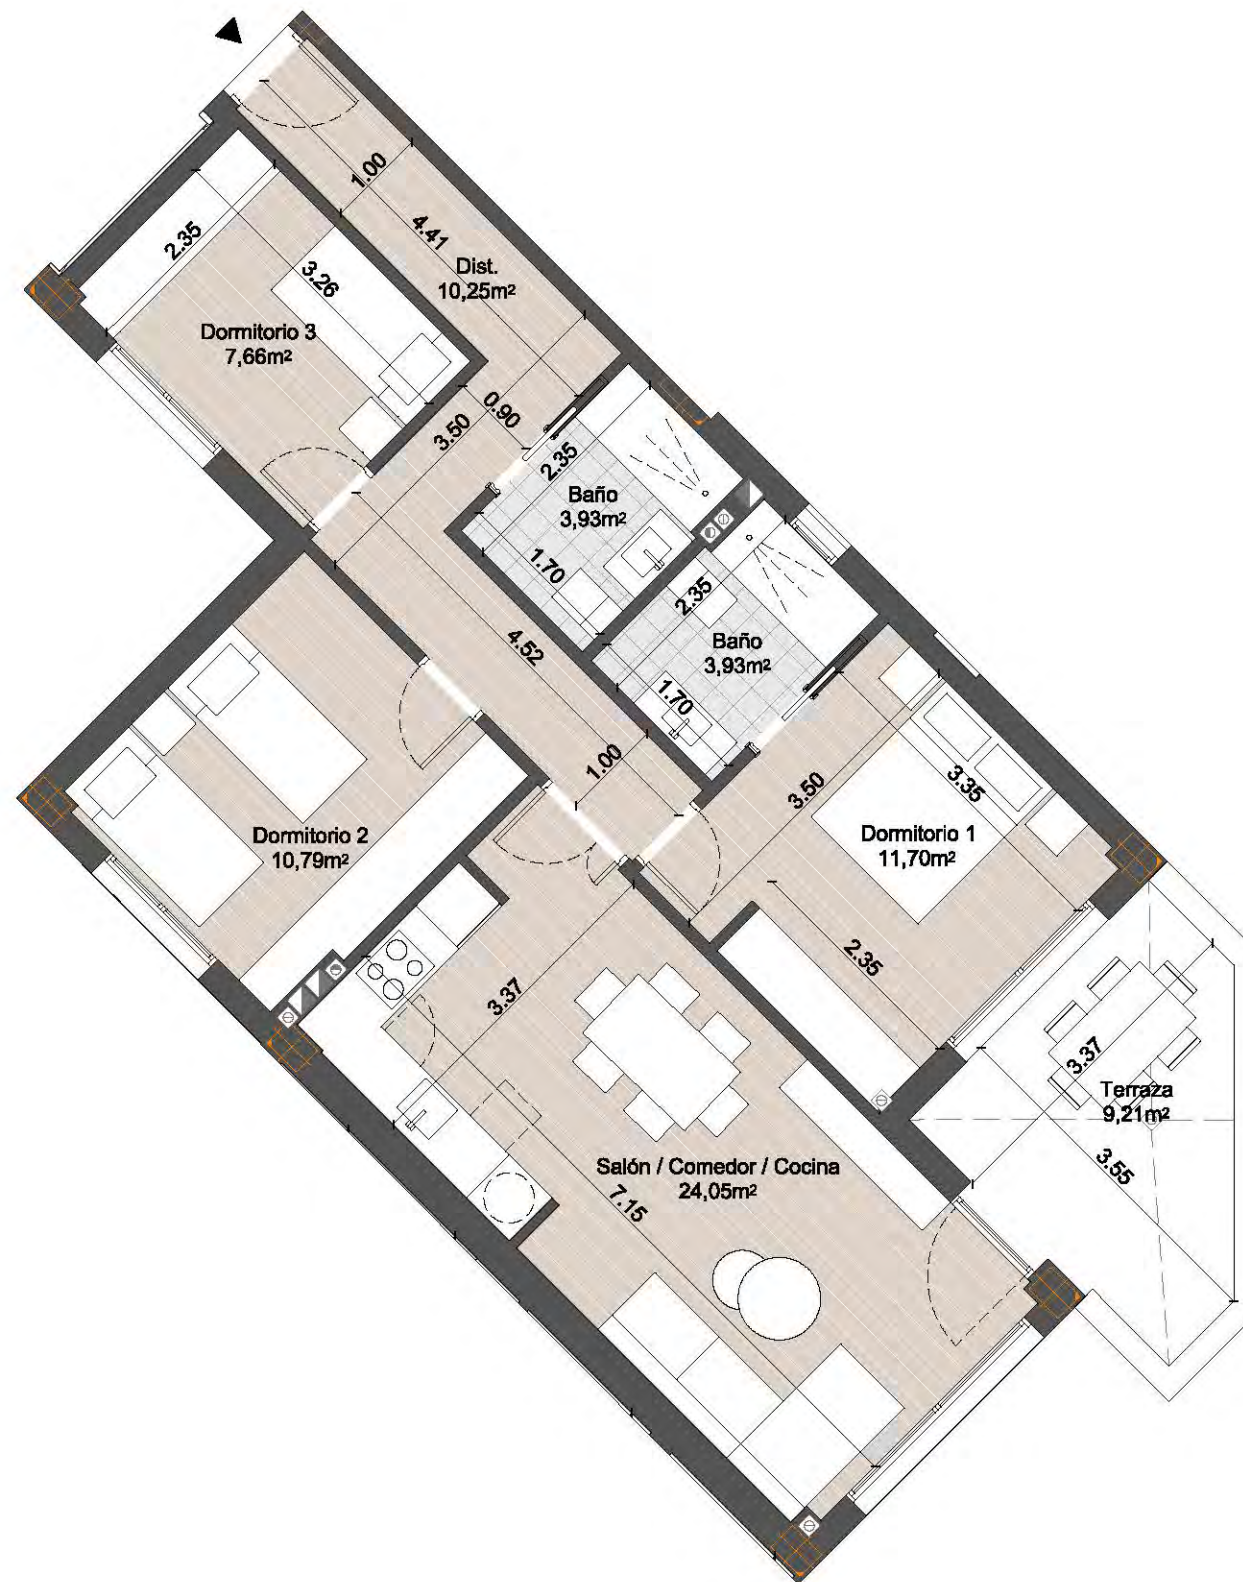 1.00
4.41
Dist.
10,25m²
2.35
3.26
Dormitorio 3
7,66m²
0.90
3.50
2.35
Baño
3,93m²
1.70
2.35
Baño
3,93m²
1.70
4.52
1.00
3.50
3.35
Dormitorio 2
10,79m²
Dormitorio 1
11,70m²
2.35
3.37
3.37
Terraza
9,21m²
3.55
Salón / Comedor / Cocina
24,05m²
7.15